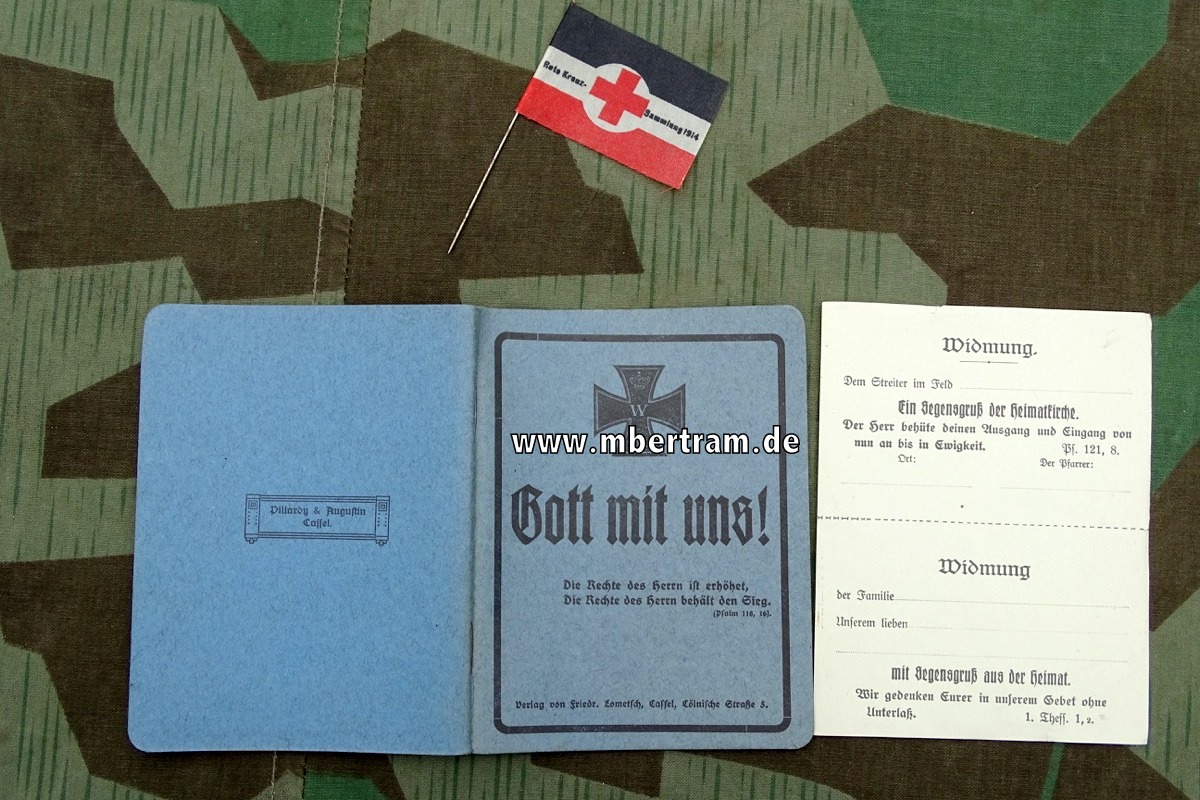 Rote Kreuz-
Sammlung 1914
www.mbertram.de
W
Gott mit uns!
Die Rechte des Herrn ist erhöhet,
Die Rechte des Herrn behält den Sieg.
(Psalm 118, 16).
Verlag von Friedr. Lometsch, Cassel, Cölnische Straße 5.
Pillardy & Augustin
Cassel.
Widmung.
Dem Streiter im Feld
Ein Segensgruß der Heimatkirche.
Der Herr behüte deinen Ausgang und Eingang von
nun an bis in Ewigkeit. Ps. 121, 8.
Ort: Der Pfarrer:
Widmung
der Familie
Unserem lieben
mit Segensgruß aus der Heimat.
Wir gedenken Eurer in unserem Gebet ohne
Unterlaß. 1. Thess. 1, 2.